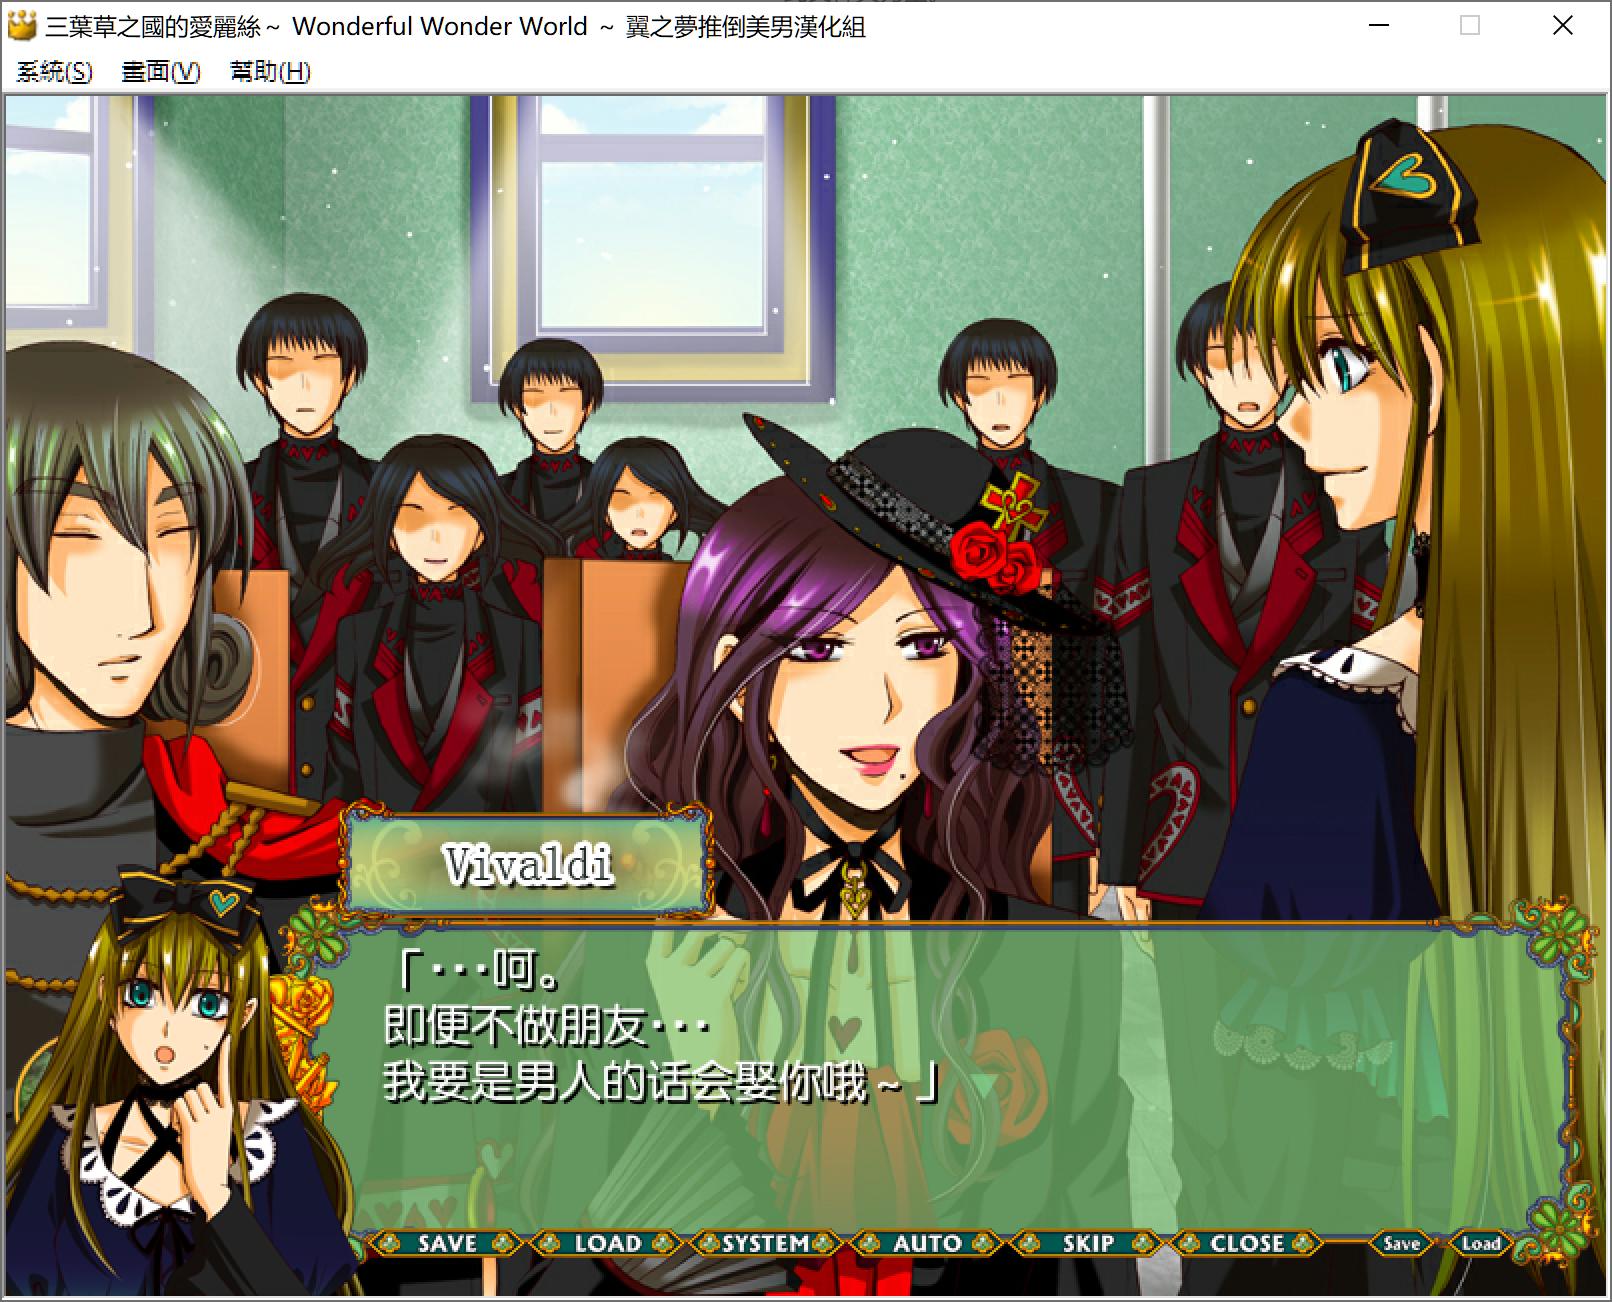 三葉草之國的愛麗絲～ Wonderful Wonder World ～ 翼之夢推倒美男漢化組
系統(S) 畫面(V) 幫助(H)
Vivaldi
「···呵。
即便不做朋友···
我要是男人的话会娶你哦～」
SAVE LOAD SYSTEM AUTO SKIP CLOSE Save Load